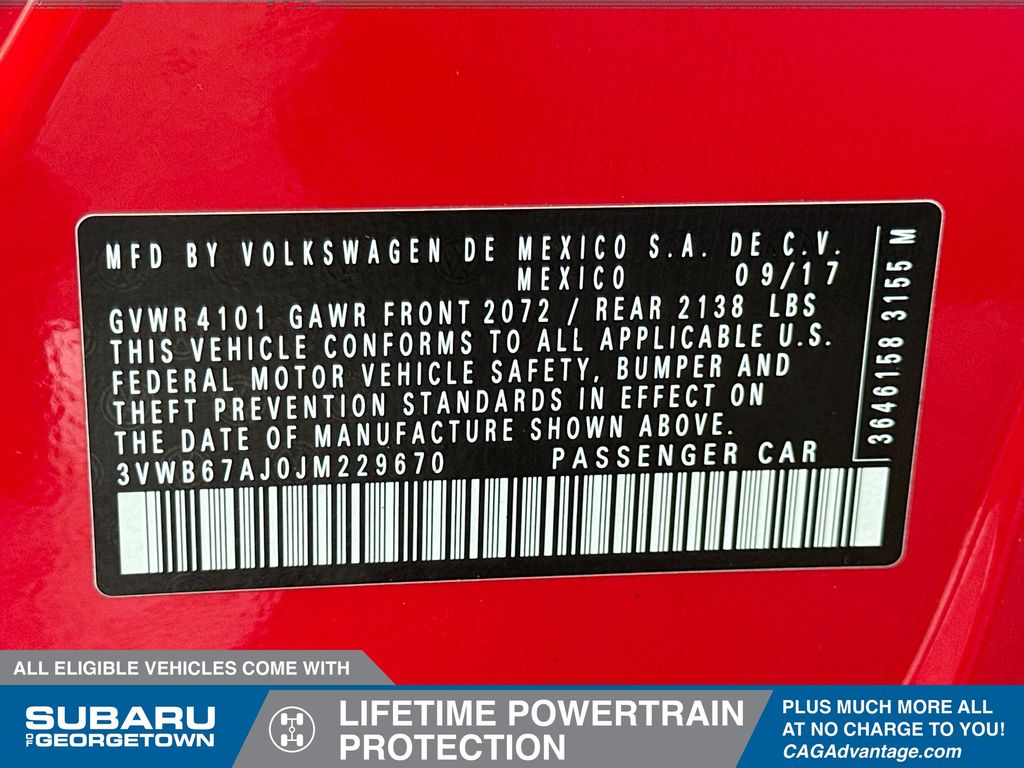 MFD BY VOLKSWAGEN DE MEXICO S.A. DE C.V.
MEXICO 09/17
GVWR 4101 GAWR FRONT 2072 / REAR 2138 LBS
THIS VEHICLE CONFORMS TO ALL APPLICABLE U.S.
FEDERAL MOTOR VEHICLE SAFETY, BUMPER AND
THEFT PREVENTION STANDARDS IN EFFECT ON
THE DATE OF MANUFACTURE SHOWN ABOVE.
3VWB67AJ0JM229670 PASSENGER CAR
3646158 3155 M
ALL ELIGIBLE VEHICLES COME WITH
SUBARU
OF GEORGETOWN
LIFETIME POWERTRAIN
PROTECTION
PLUS MUCH MORE ALL
AT NO CHARGE TO YOU!
CAGAdvantage.com